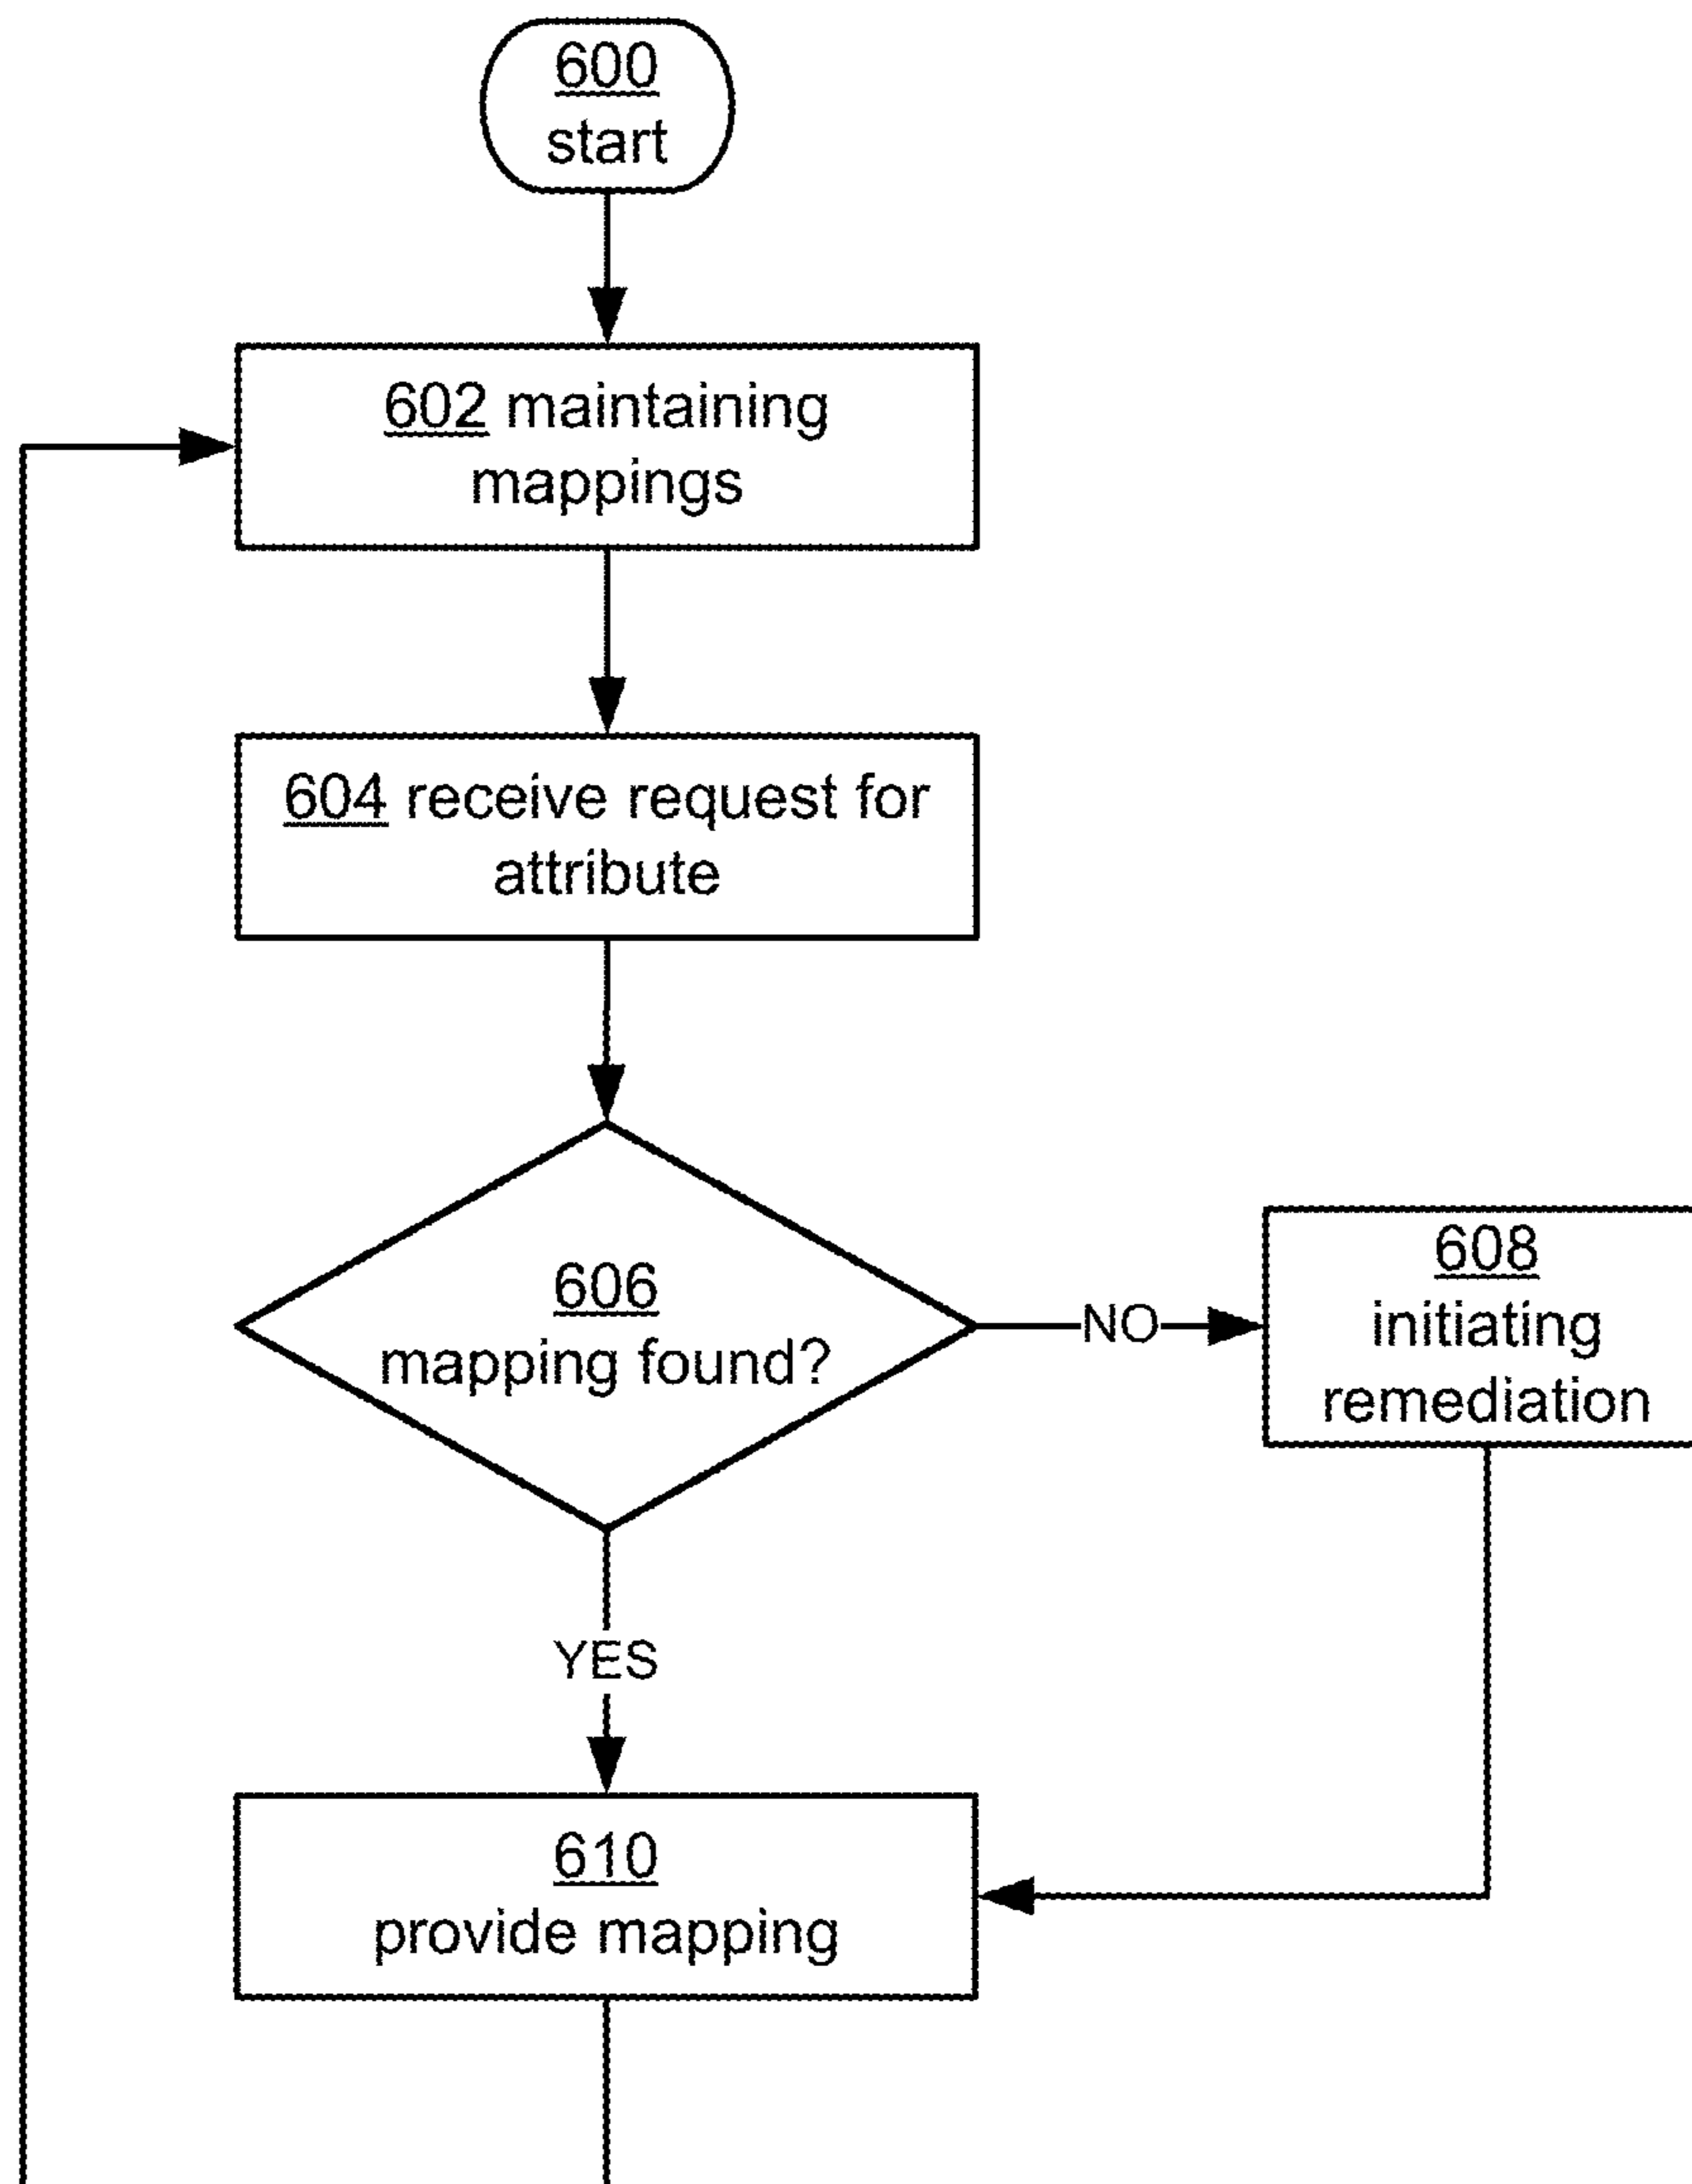 600
start
602 maintaining
mappings
604 receive request for
attribute
606
mapping found?
NO
608
initiating
remediation
YES
610
provide mapping